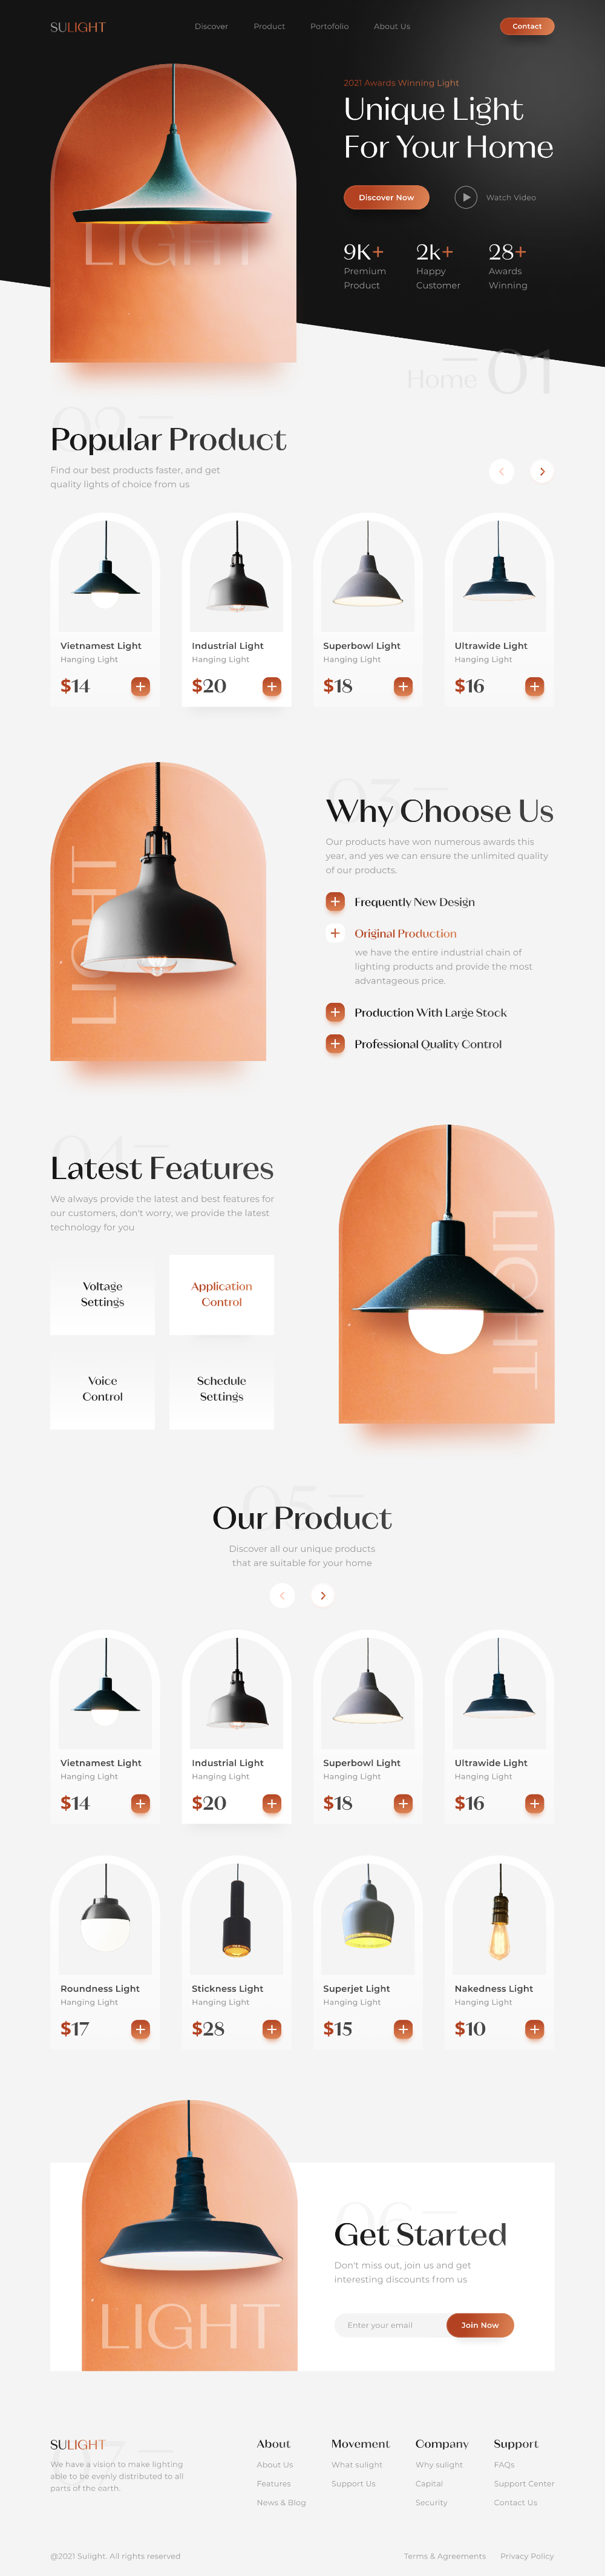 SULIGHT
Discover
Product
Portofolio
About Us
Contact
2021 Awards Winning Light
Unique Light
For Your Home
Discover Now
Watch Video
9K+
Premium
Product
2k+
Happy
Customer
28+
Awards
Winning
LIGHT
Home 01
02
Popular Product
Find our best products faster, and get
quality lights of choice from us
Vietnamest Light
Hanging Light
$14
Industrial Light
Hanging Light
$20
Superbowl Light
Hanging Light
$18
Ultrawide Light
Hanging Light
$16
LIGHT
03
Why Choose Us
Our products have won numerous awards this
year, and yes we can ensure the unlimited quality
of our products.
Frequently New Design
Original Production
we have the entire industrial chain of
lighting products and provide the most
advantageous price.
Production With Large Stock
Professional Quality Control
04
Latest Features
We always provide the latest and best features for
our customers, don't worry, we provide the latest
technology for you
Voltage
Settings
Application
Control
Voice
Control
Schedule
Settings
LIGHT
05
Our Product
Discover all our unique products
that are suitable for your home
Vietnamest Light
Hanging Light
$14
Industrial Light
Hanging Light
$20
Superbowl Light
Hanging Light
$18
Ultrawide Light
Hanging Light
$16
Roundness Light
Hanging Light
$17
Stickness Light
Hanging Light
$28
Superjet Light
Hanging Light
$15
Nakedness Light
Hanging Light
$10
LIGHT
06
Get Started
Don't miss out, join us and get
interesting discounts from us
Enter your email
Join Now
07
SULIGHT
We have a vision to make lighting
able to be evenly distributed to all
parts of the earth.
About
About Us
Features
News & Blog
Movement
What sulight
Support Us
Company
Why sulight
Capital
Security
Support
FAQs
Support Center
Contact Us
@2021 Sulight. All rights reserved
Terms & Agreements
Privacy Policy